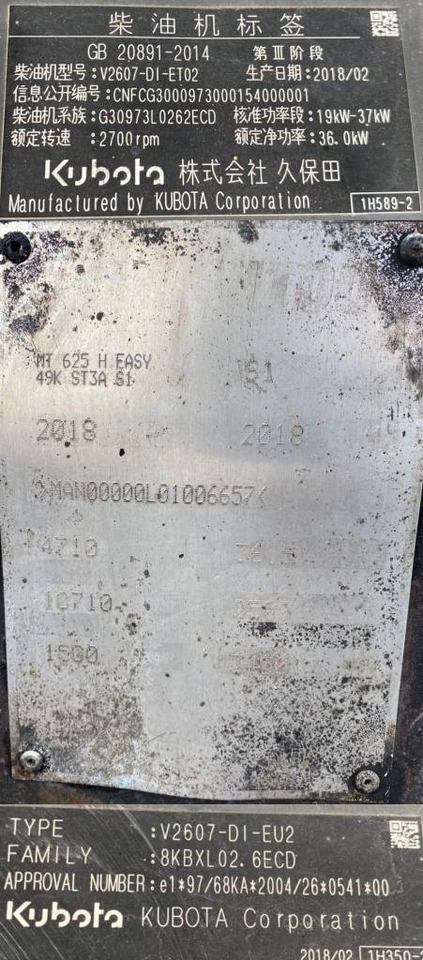 柴油机标签
GB 20891-2014 第Ⅲ阶段
柴油机型号:V2607-DI-ET02 生产日期:2018/02
信息公开编号:CNFCG3000973000154000001
柴油机系族:G30973L0262ECD 核准功率段:19kW-37kW
额定转速:2700rpm 额定净功率:36.0kW
Kubota 株式会社 久保田
Manufactured by KUBOTA Corporation 1H589-2
MT 625 H EASY S1
49K ST3A S1
2018 2018
>MAN00000L01006657<
4710
10710
1500
TYPE :V2607-DI-EU2
FAMILY :8KBXL02.6ECD
APPROVAL NUMBER:e1*97/68KA*2004/26*0541*00
Kubota KUBOTA Corporation
2018/02 1H350-2